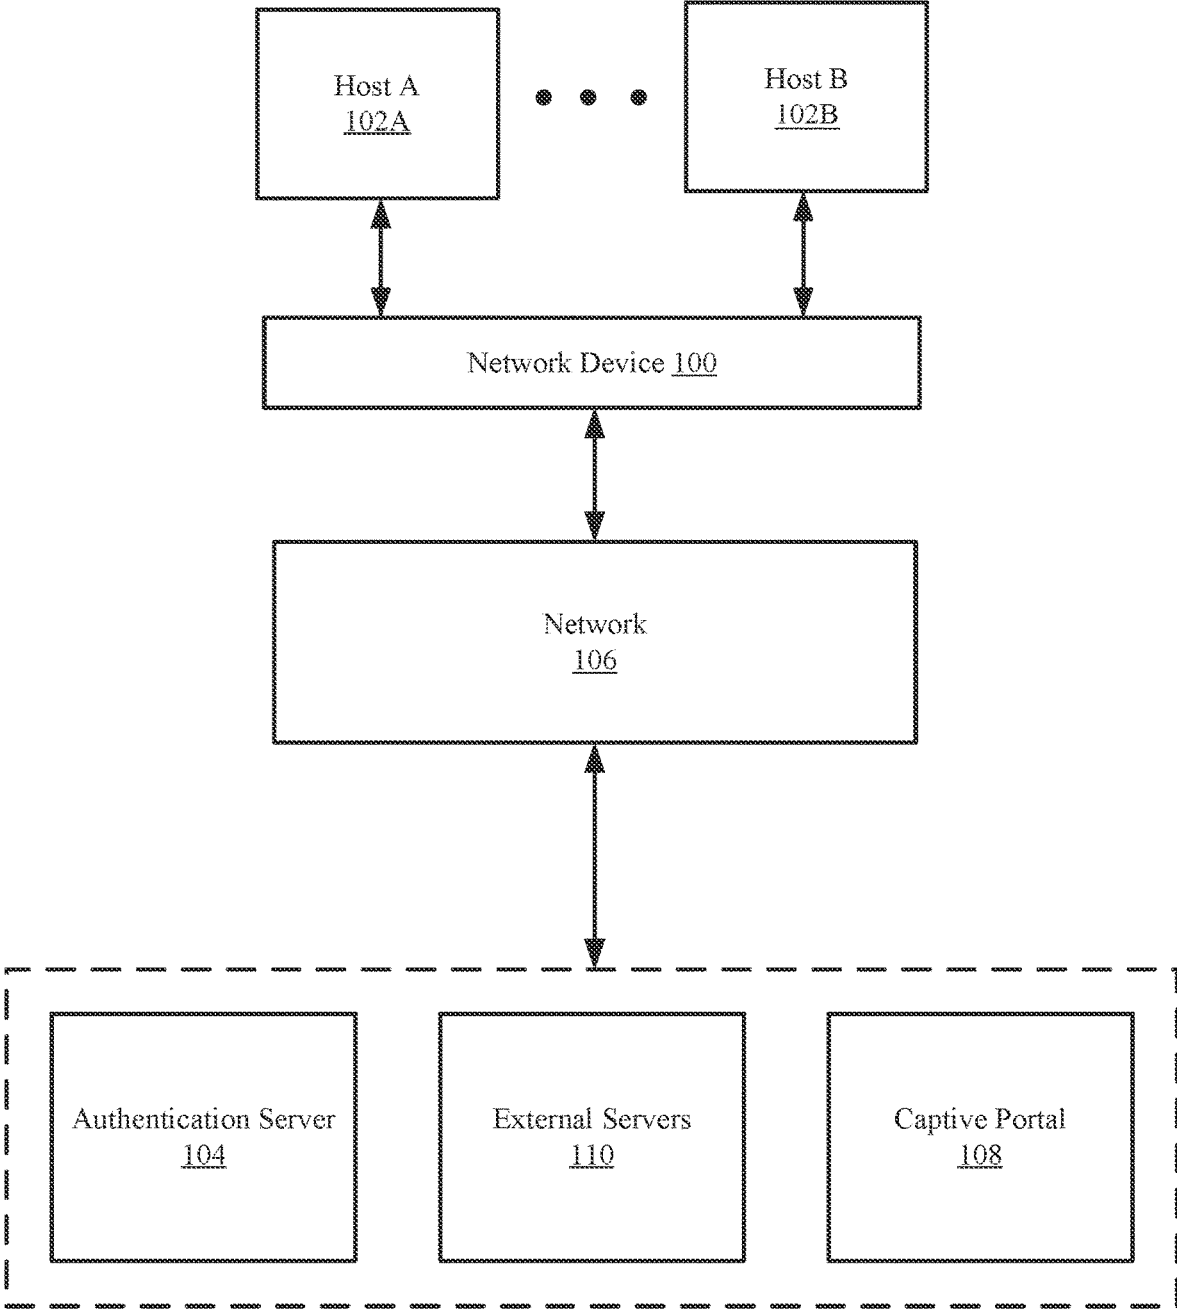 Host A
102A
Host B
102B
Network Device 100
Network
106
Authentication Server
104
External Servers
110
Captive Portal
108